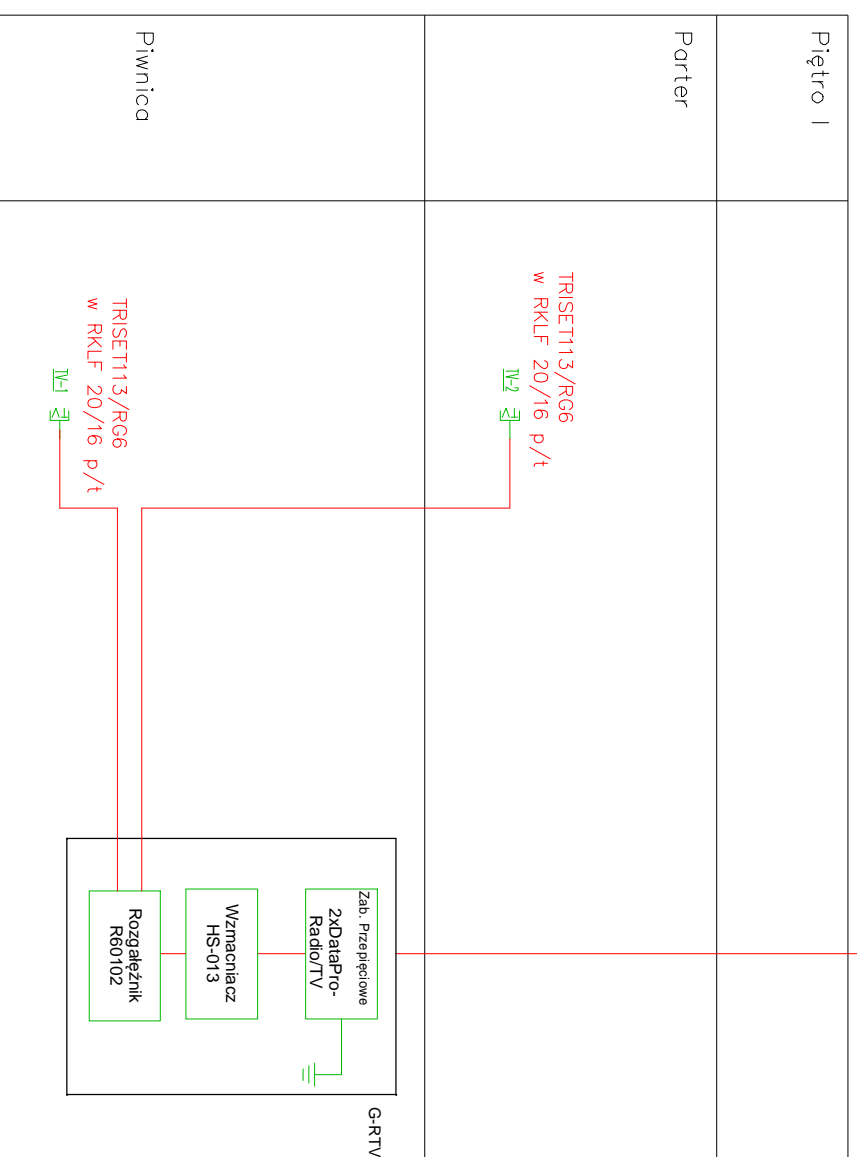 Piętro I
Parter
TRISET113/RG6
w RKLF 20/16 p/t
TV-2
Piwnica
TRISET113/RG6
w RKLF 20/16 p/t
TV-1
G-RTV
Zab. Przepięciowe
2xDataPro-
Radio/TV
Wzmacniacz
HS-013
Rozgałęźnik
R60102